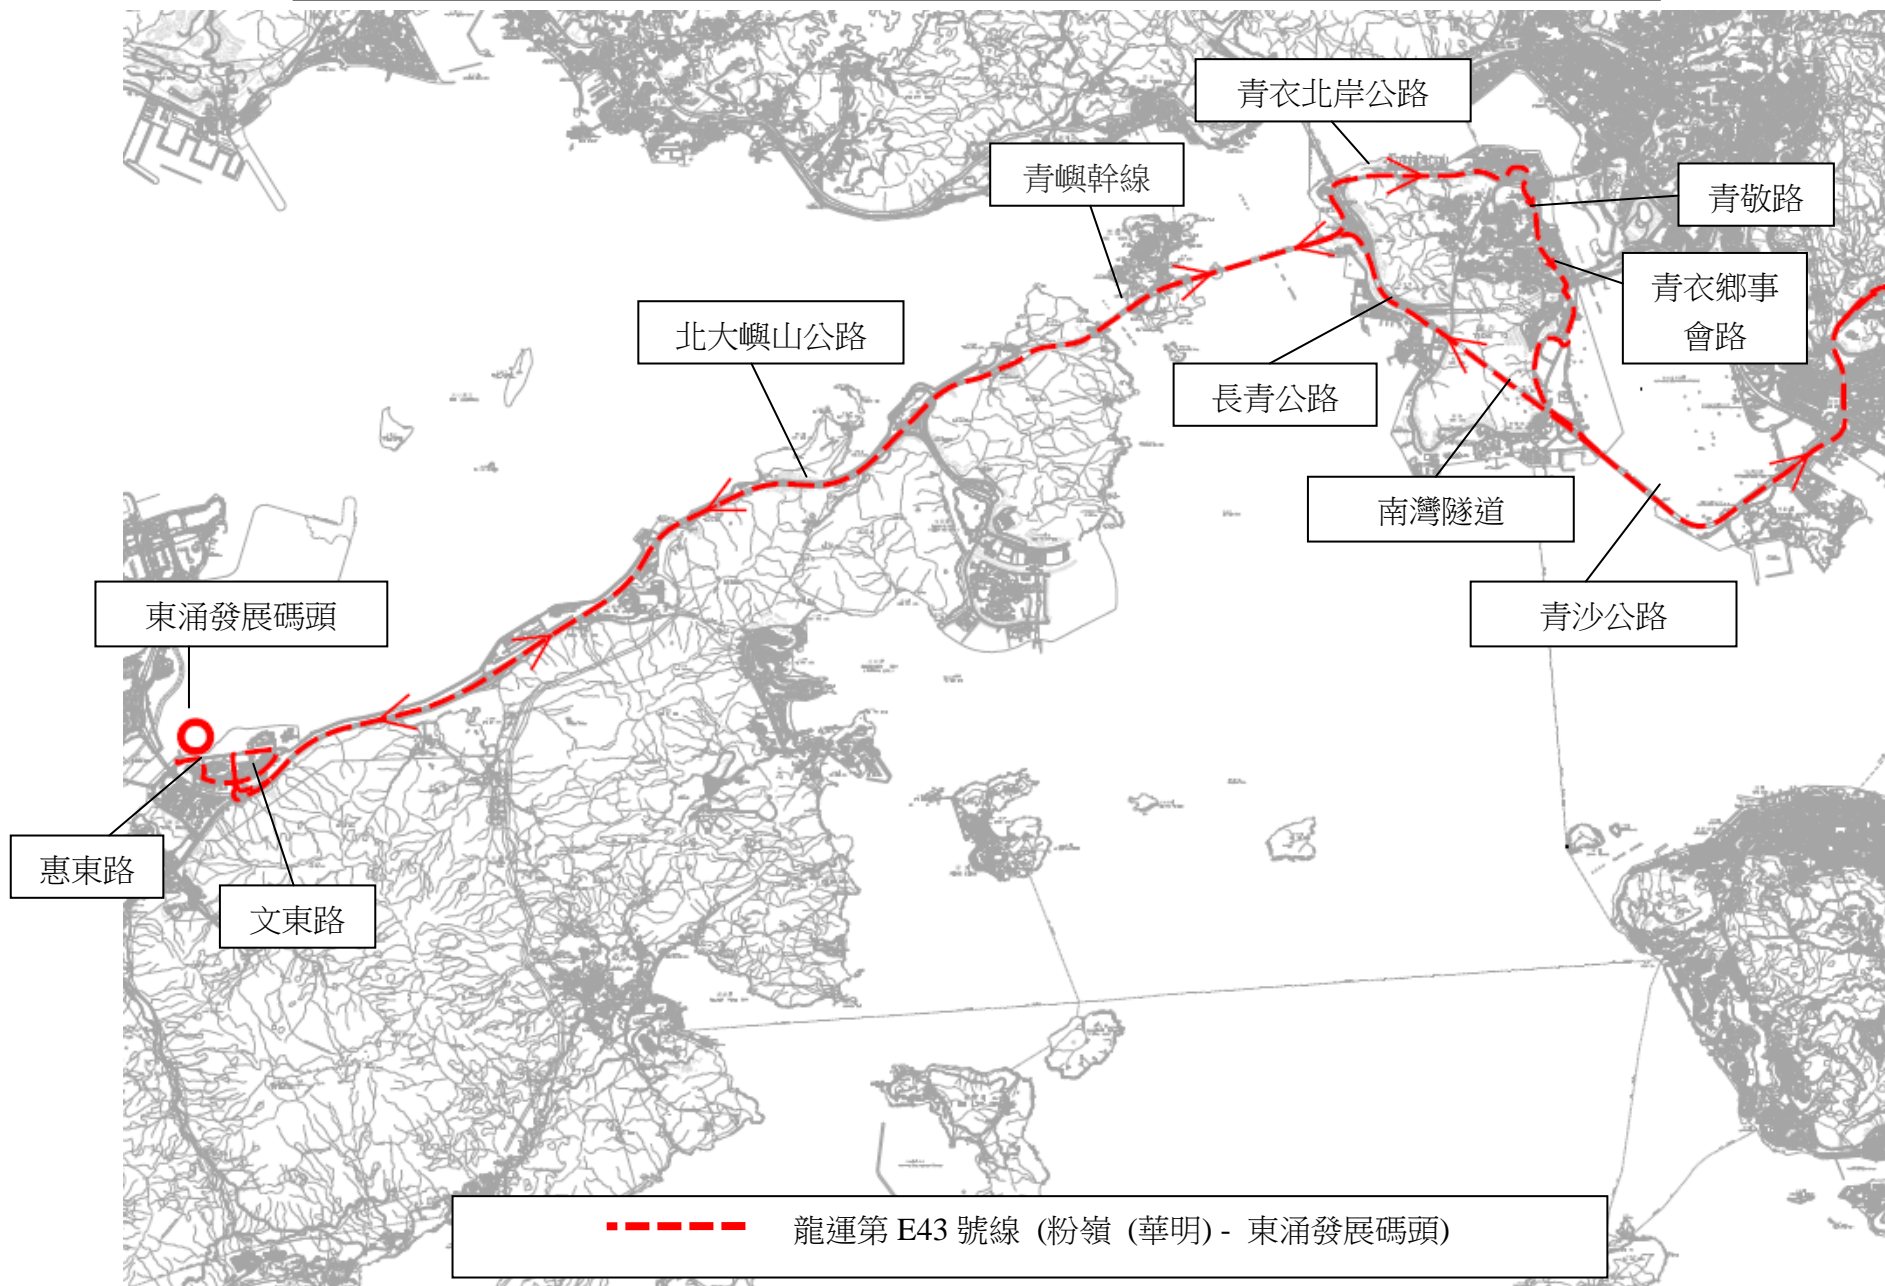 青衣北岸公路
青嶼幹線
青敬路
青衣鄉事
會路
北大嶼山公路
長青公路
南灣隧道
青沙公路
東涌發展碼頭
惠東路
文東路
龍運第 E43 號線 (粉嶺 (華明) - 東涌發展碼頭)